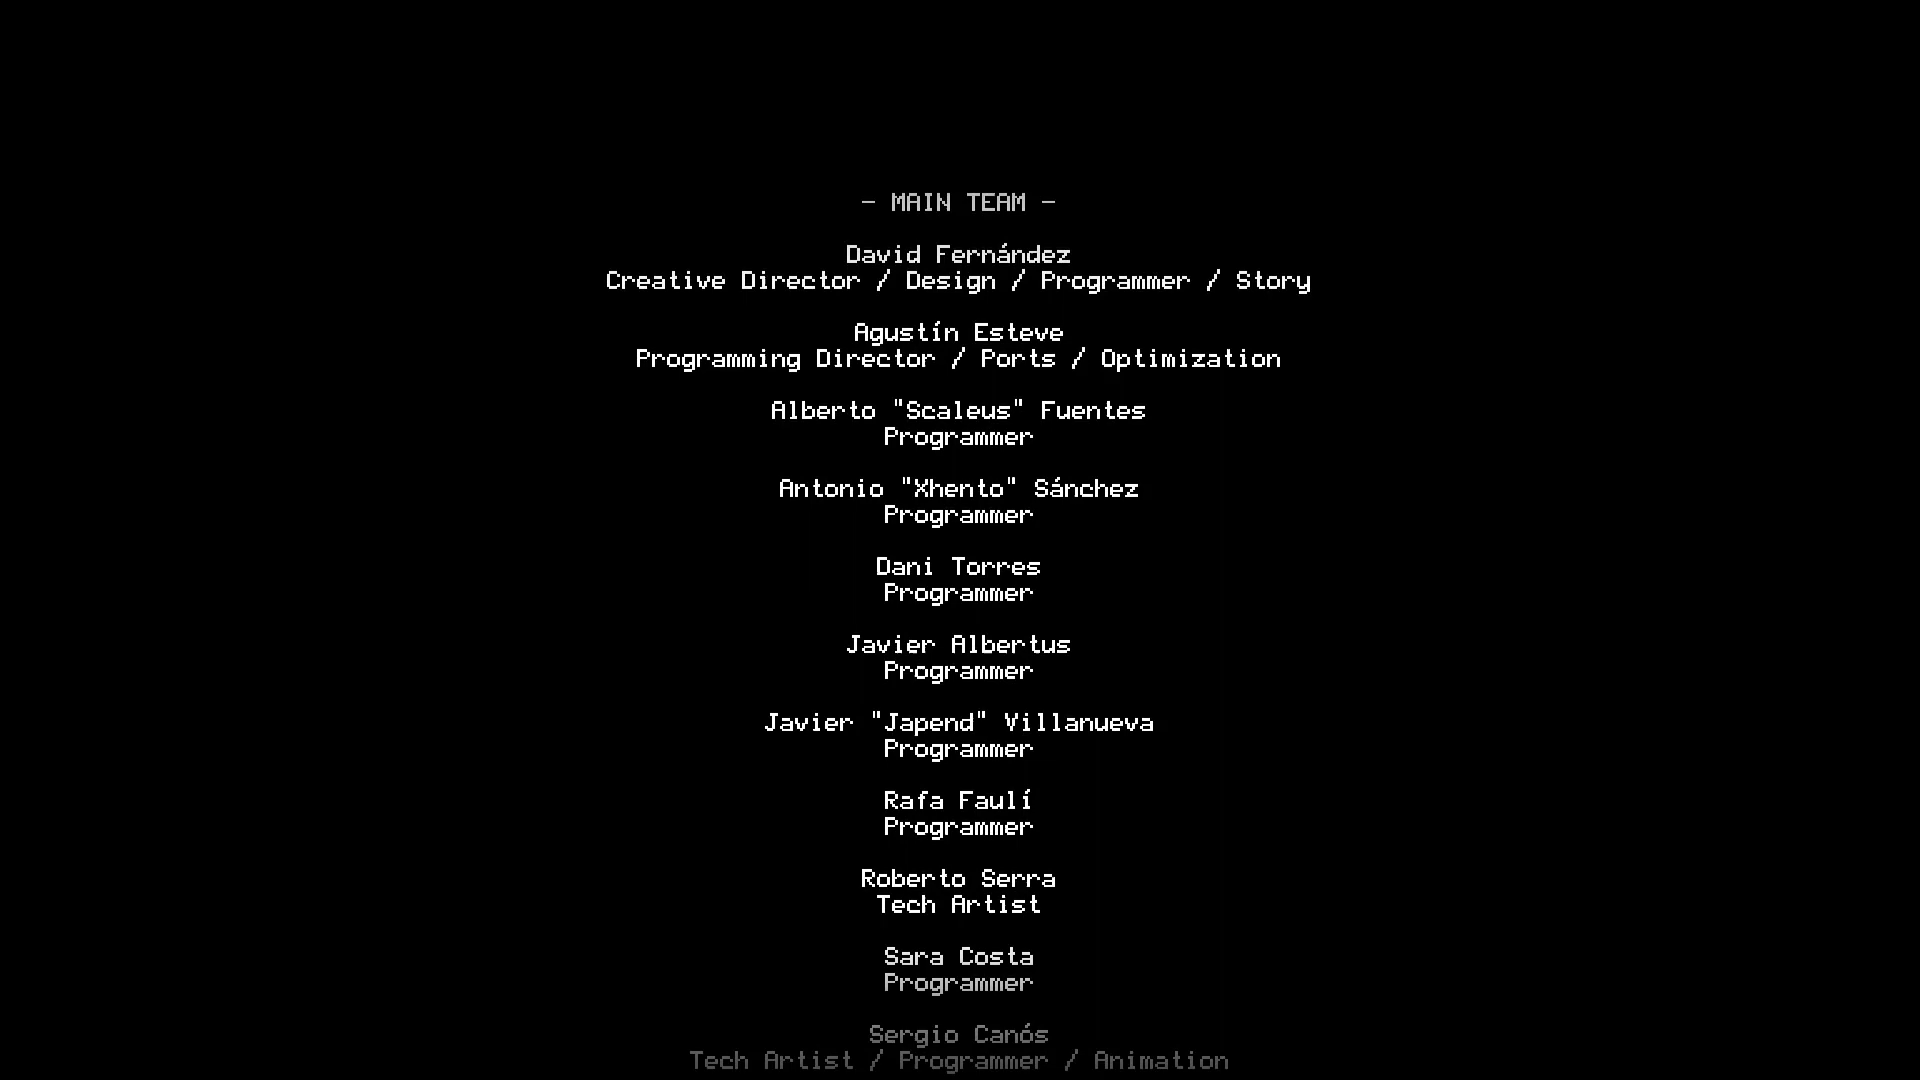 - MAIN TEAM -
David Fernández
Creative Director / Design / Programmer / Story
Agustín Esteve
Programming Director / Ports / Optimization
Alberto "Scaleus" Fuentes
Programmer
Antonio "Xhento" Sánchez
Programmer
Dani Torres
Programmer
Javier Albertus
Programmer
Javier "Japend" Villanueva
Programmer
Rafa Faulí
Programmer
Roberto Serra
Tech Artist
Sara Costa
Programmer
Sergio Canós
Tech Artist / Programmer / Animation